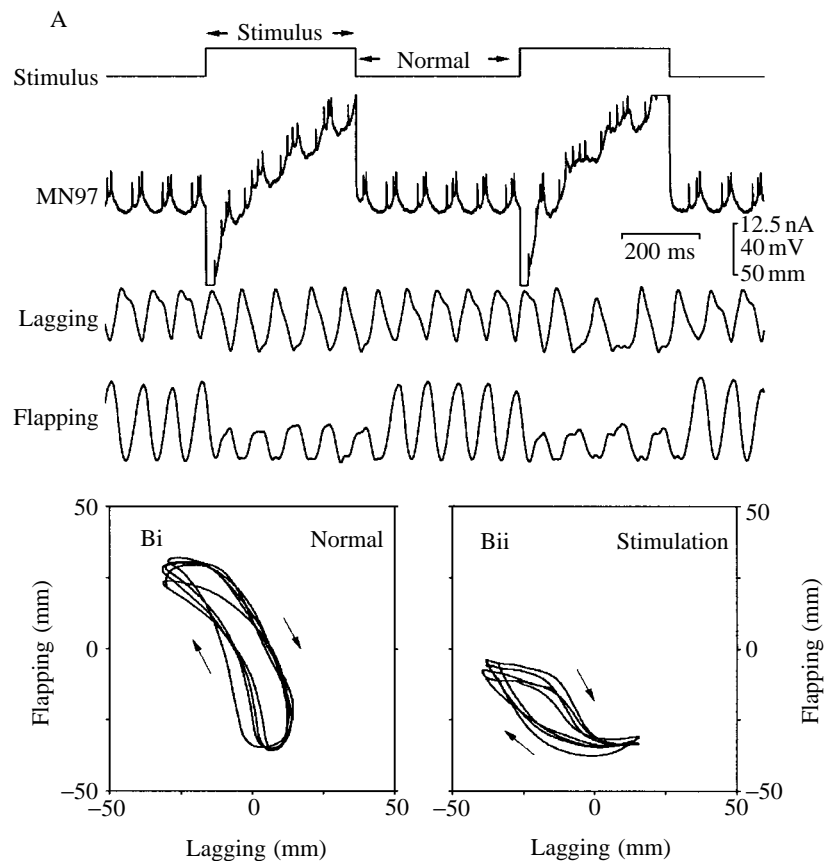 A
Stimulus
Normal
Stimulus
MN97
12.5 nA
200 ms
40 mV
50 mm
Lagging
Flapping
50
Bi
Normal
Flapping (mm)
0
–50
–50
0
50
Lagging (mm)
Bii
Stimulation
50
Flapping (mm)
0
–50
–50
0
50
Lagging (mm)